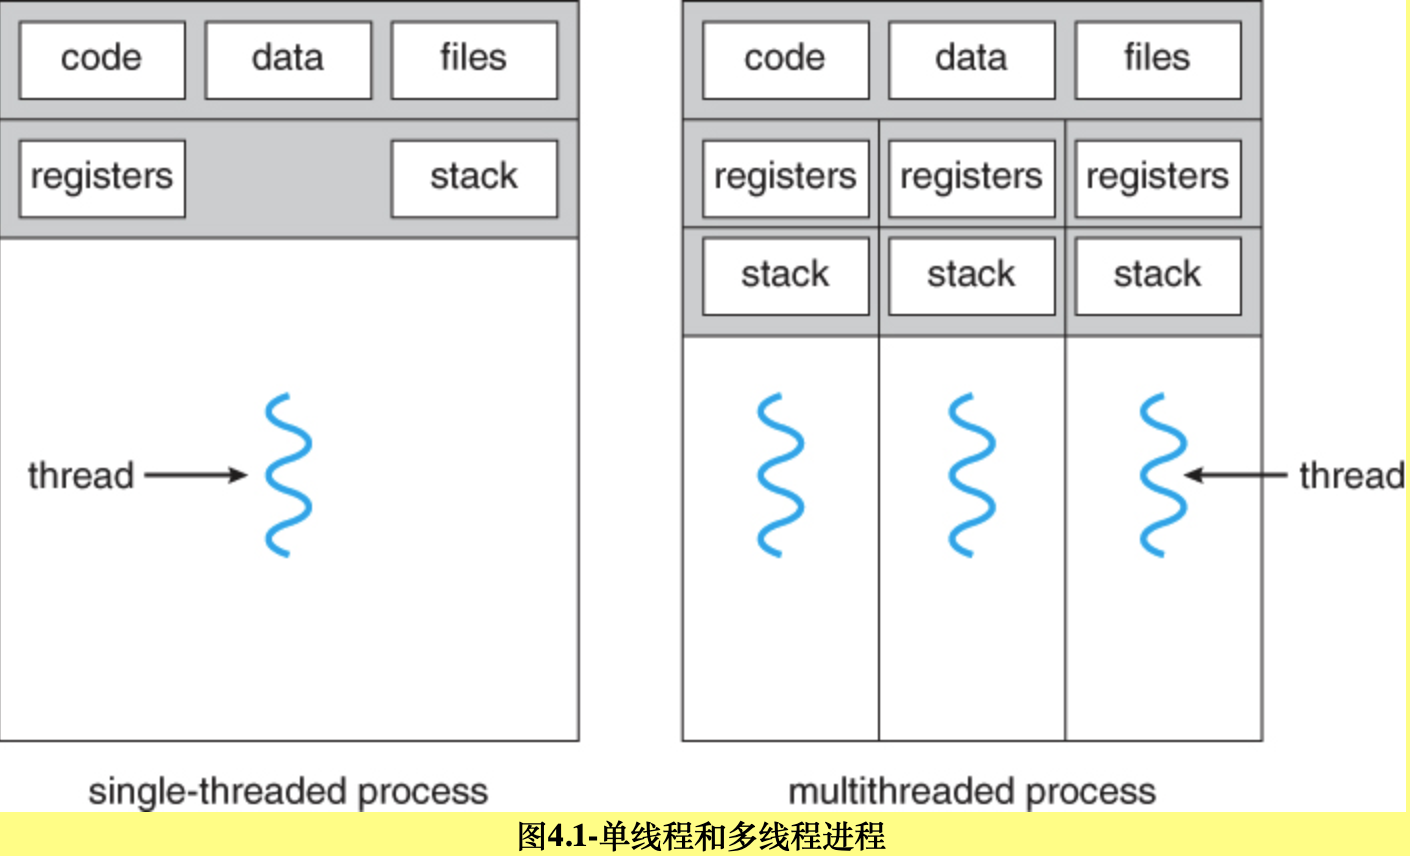 code data files code data files
registers stack registers registers registers
stack stack stack
thread thread
single-threaded process multithreaded process
图4.1-单线程和多线程进程